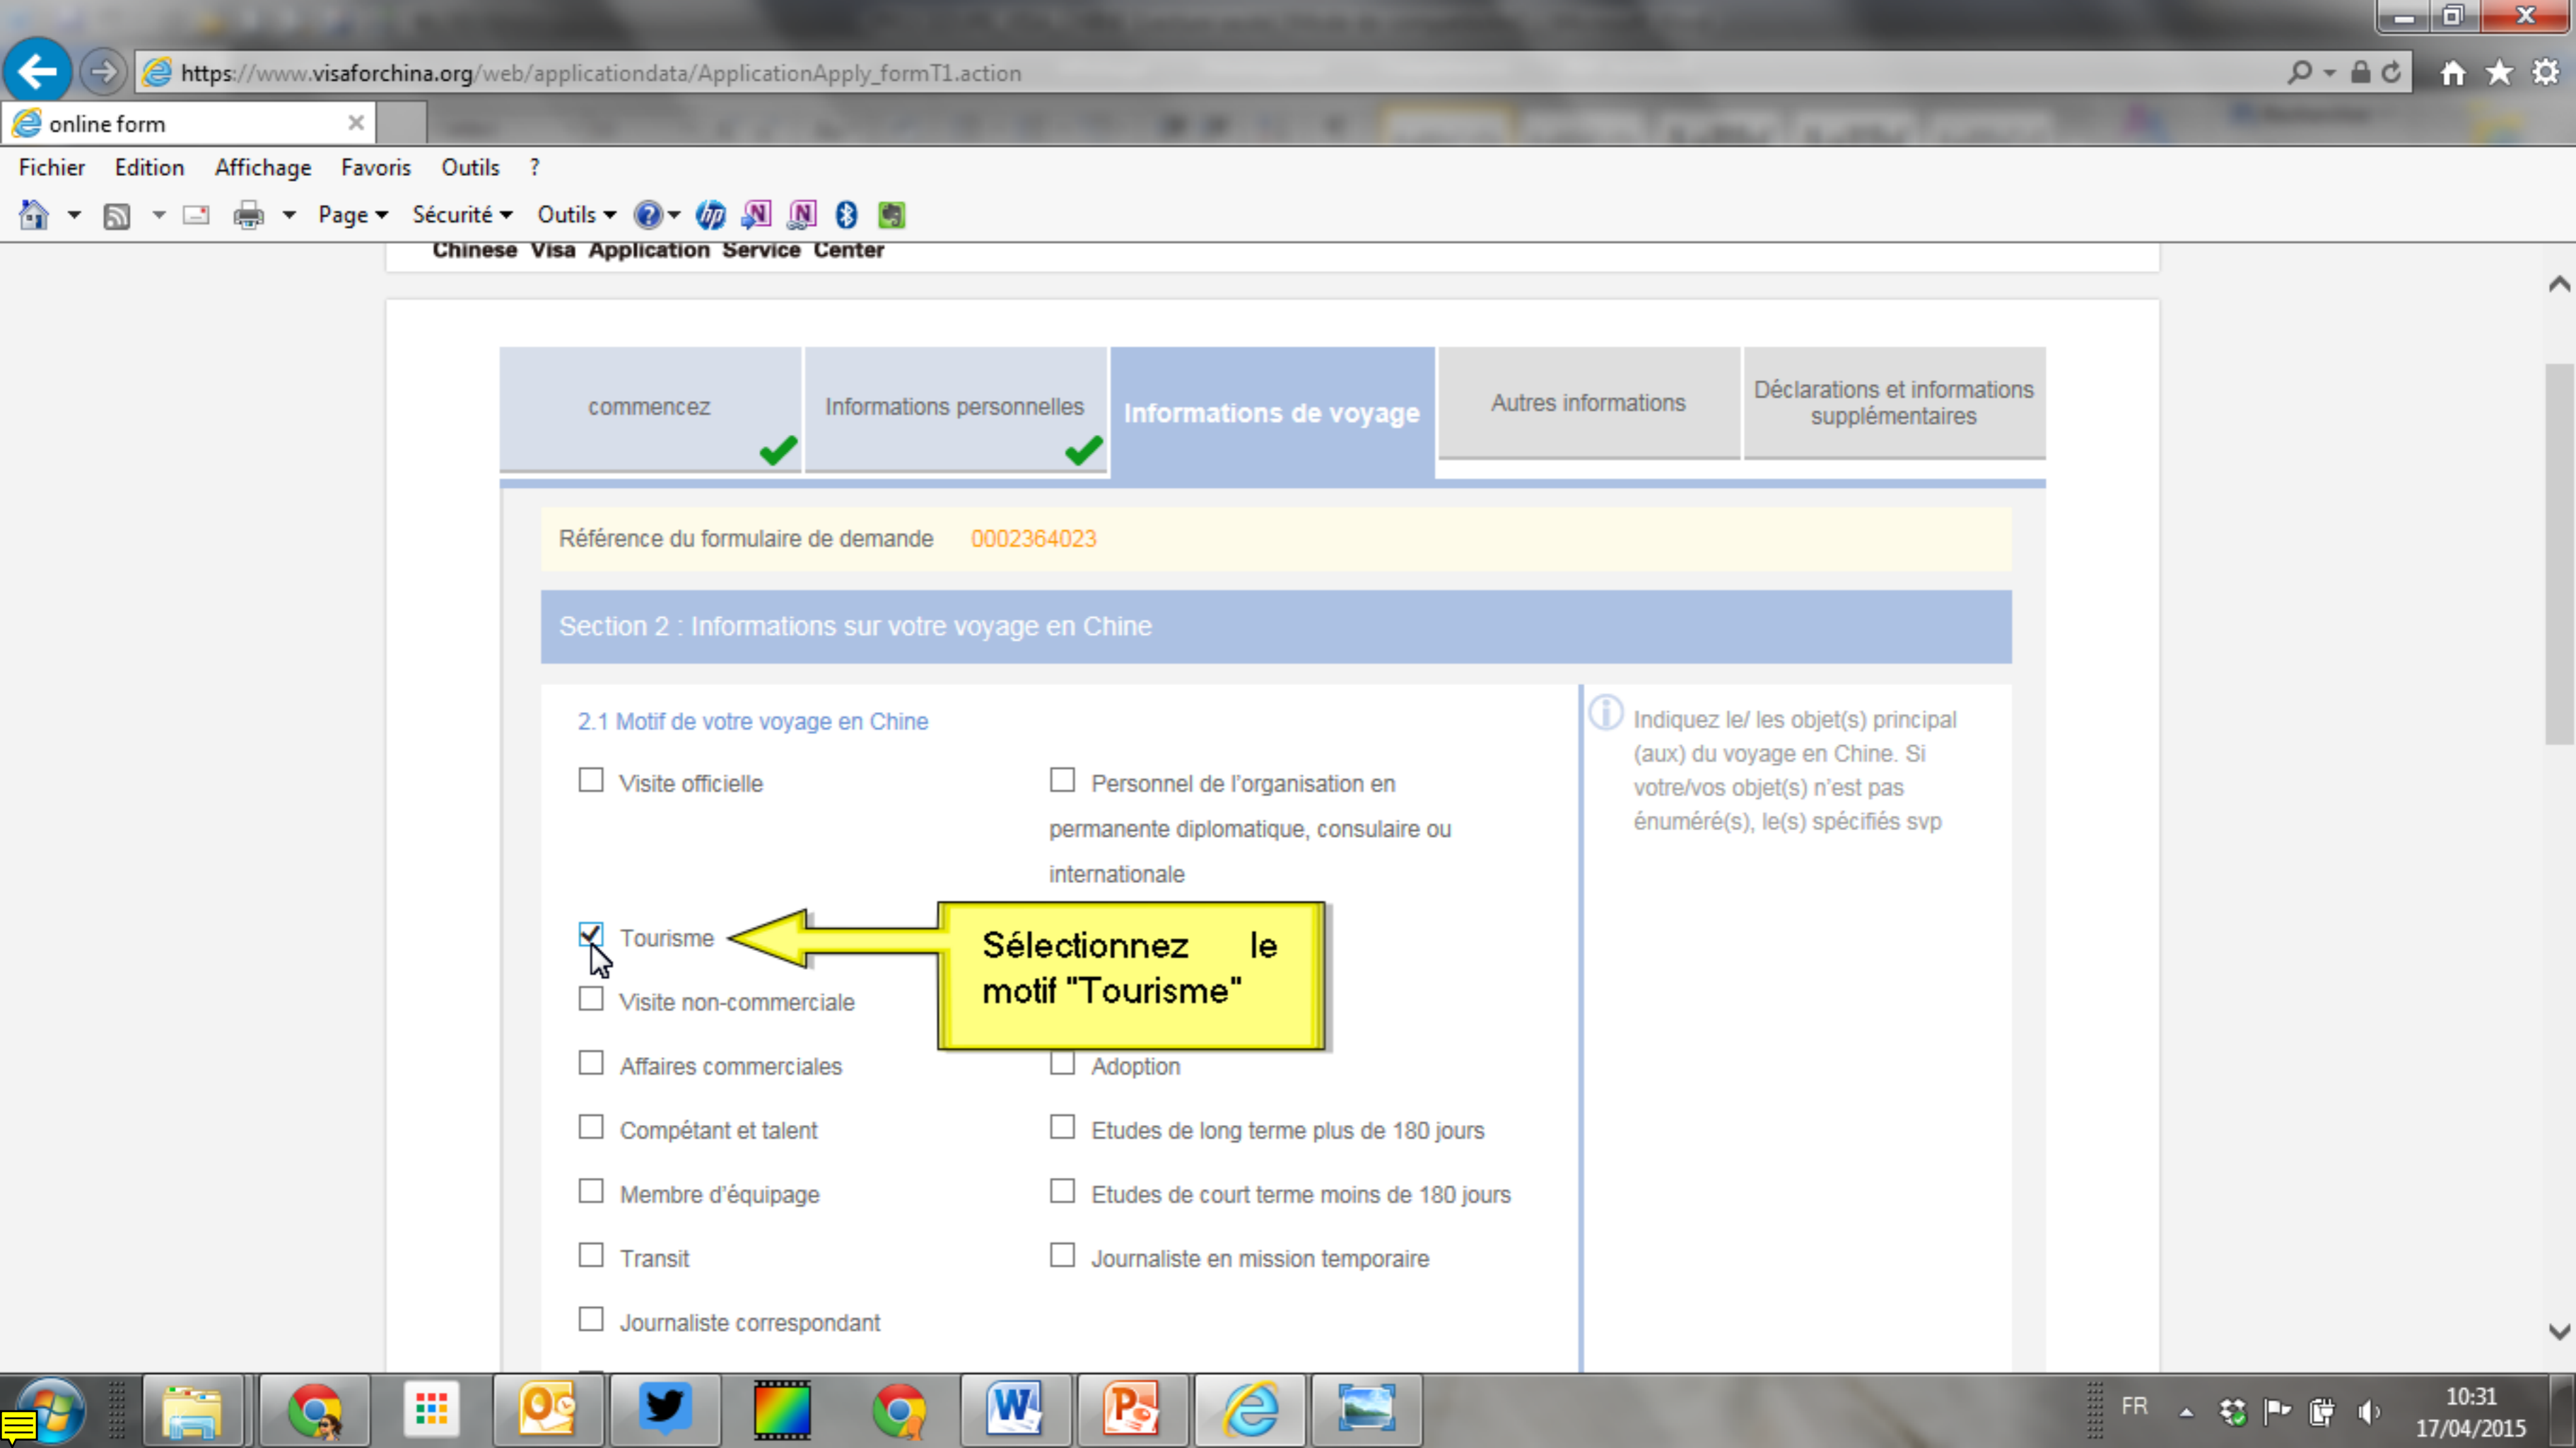 https://www.visaforchina.org/web/applicationdata/ApplicationApply_formT1.action
online form
Fichier Edition Affichage Favoris Outils ?
Page Sécurité Outils
Chinese Visa Application Service Center
commencez
Informations personnelles
Informations de voyage
Autres informations
Déclarations et informations
supplémentaires
Référence du formulaire de demande 0002364023
Section 2 : Informations sur votre voyage en Chine
2.1 Motif de votre voyage en Chine
Visite officielle
Personnel de l'organisation en
permanente diplomatique, consulaire ou
internationale
Tourisme
Sélectionnez le
motif "Tourisme"
Visite non-commerciale
Affaires commerciales
Adoption
Compétant et talent
Etudes de long terme plus de 180 jours
Membre d'équipage
Etudes de court terme moins de 180 jours
Transit
Journaliste en mission temporaire
Journaliste correspondant
Indiquez le/ les objet(s) principal
(aux) du voyage en Chine. Si
votre/vos objet(s) n'est pas
énuméré(s), le(s) spécifiés svp
FR
10:31
17/04/2015